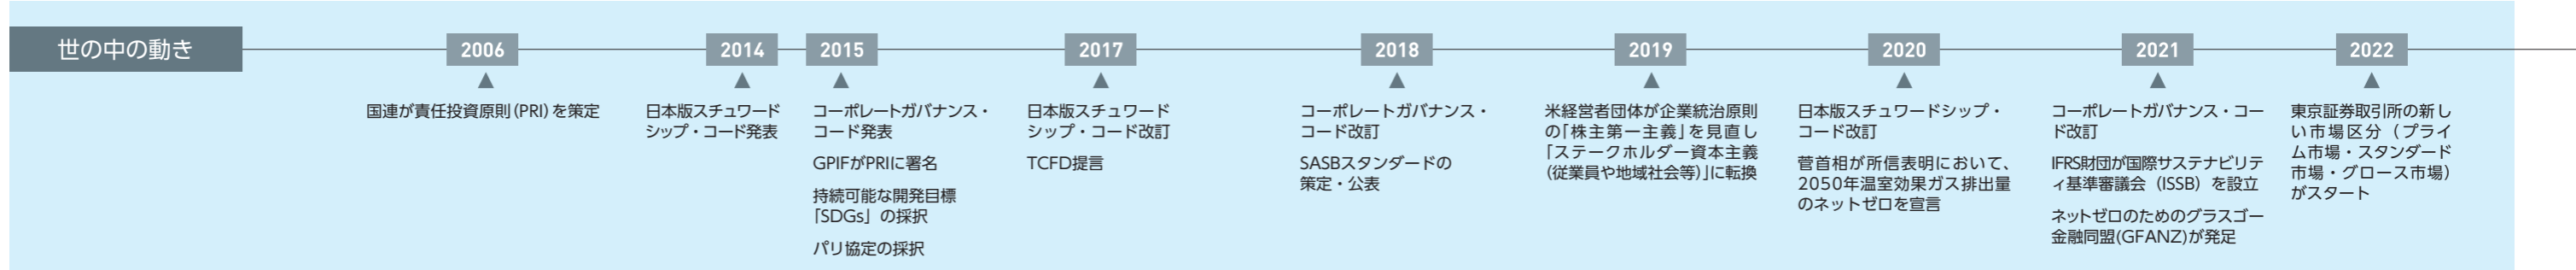 世の中の動き
2006
国連が責任投資原則(PRI)を策定
2014
日本版スチュワード
シップ・コード発表
2015
コーポレートガバナンス・
コード発表
GPIFがPRIに署名
持続可能な開発目標
「SDGs」の採択
パリ協定の採択
2017
日本版スチュワード
シップ・コード改訂
TCFD提言
2018
コーポレートガバナンス・
コード改訂
SASBスタンダードの
策定・公表
2019
米経営者団体が企業統治原則
の「株主第一主義」を見直し
「ステークホルダー資本主義
(従業員や地域社会等)」に転換
2020
日本版スチュワードシップ・
コード改訂
菅首相が所信表明において、
2050年温室効果ガス排出量
のネットゼロを宣言
2021
コーポレートガバナンス・コー
ド改訂
IFRS財団が国際サステナビリテ
ィ基準審議会（ISSB）を設立
ネットゼロのためのグラスゴー
金融同盟(GFANZ)が発足
2022
東京証券取引所の新し
い市場区分（プライ
ム市場・スタンダード
市場・グロース市場）
がスタート